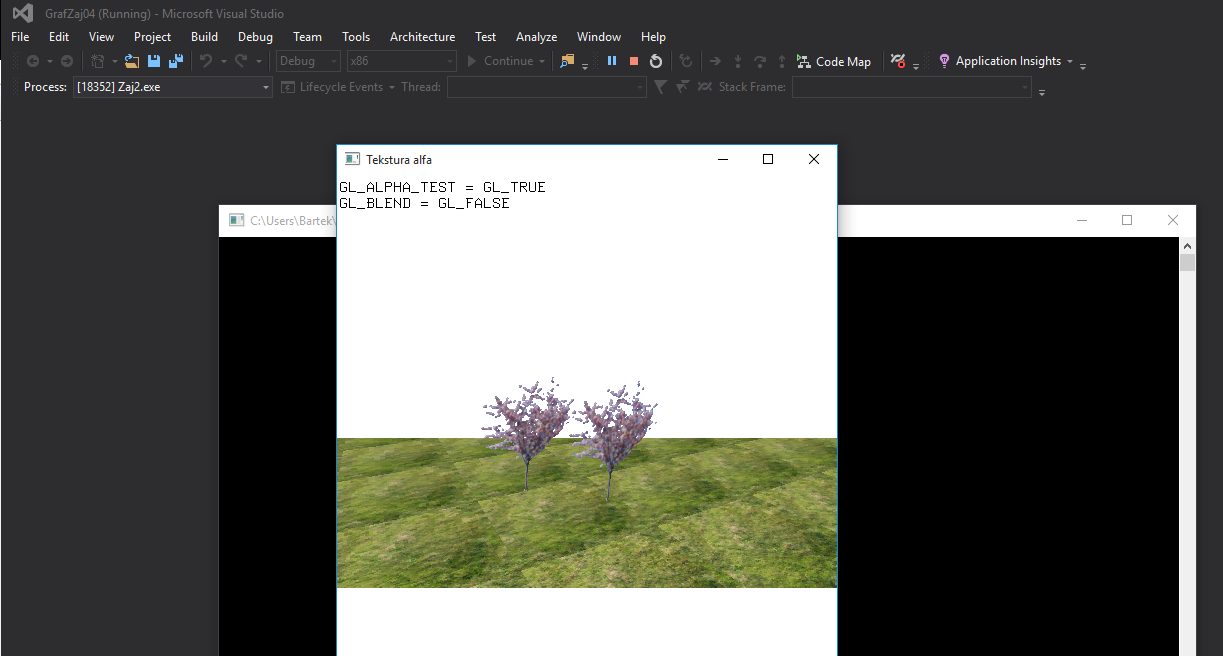 GrafZaj04 (Running) - Microsoft Visual Studio
File Edit View Project Build Debug Team Tools Architecture Test Analyze Window Help
Debug x86 Continue Code Map Application Insights
Process: [18352] Zaj2.exe Lifecycle Events Thread: Stack Frame:
Tekstura alfa
GL_ALPHA_TEST = GL_TRUE
GL_BLEND = GL_FALSE
C:\Users\Bartek\